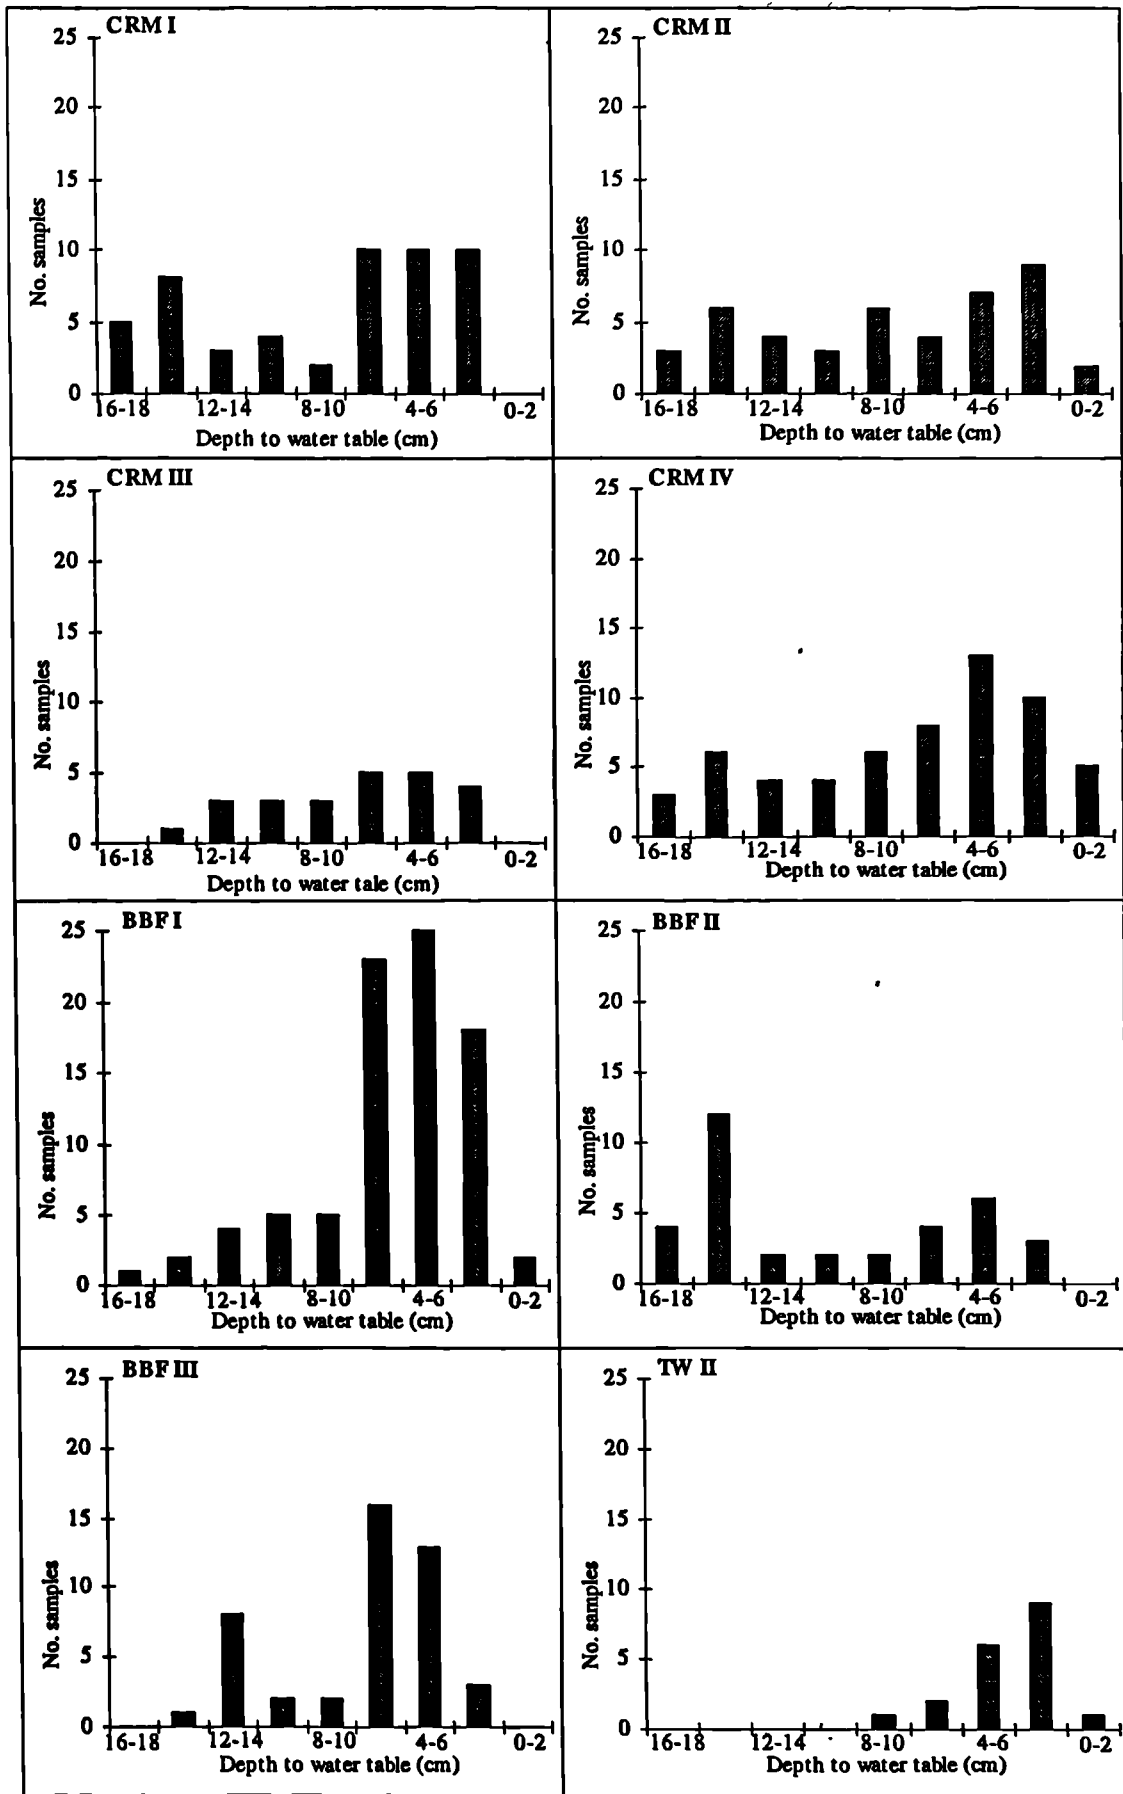 CRM I
25
20
15
10
5
0
No. samples
16-18 12-14 8-10 4-6 0-2
Depth to water table (cm)
CRM II
25
20
15
10
5
0
No. samples
16-18 12-14 8-10 4-6 0-2
Depth to water table (cm)
CRM III
25
20
15
10
5
0
No. samples
16-18 12-14 8-10 4-6 0-2
Depth to water tale (cm)
CRM IV
25
20
15
10
5
0
No. samples
16-18 12-14 8-10 4-6 0-2
Depth to water table (cm)
BBF I
25
20
15
10
5
0
No. samples
16-18 12-14 8-10 4-6 0-2
Depth to water table (cm)
BBF II
25
20
15
10
5
0
No. samples
16-18 12-14 8-10 4-6 0-2
Depth to water table (cm)
BBF III
25
20
15
10
5
0
No. samples
16-18 12-14 8-10 4-6 0-2
Depth to water table (cm)
TW II
25
20
15
10
5
0
No. samples
16-18 12-14 8-10 4-6 0-2
Depth to water table (cm)